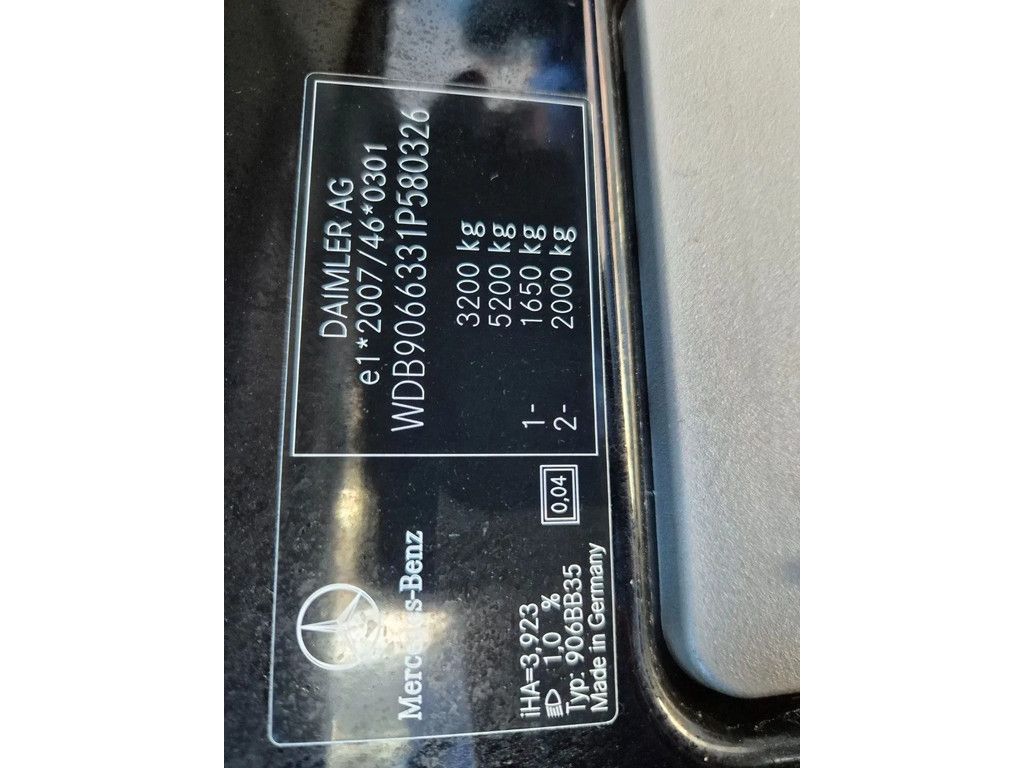 DAIMLER AG
e1*2007/46*0301
WDB9066331P580326
3200 kg
5200 kg
1- 1650 kg
2- 2000 kg
Mercedes-Benz
iHA=3,923
1,0 %
0,04
Typ: 906BB35
Made in Germany